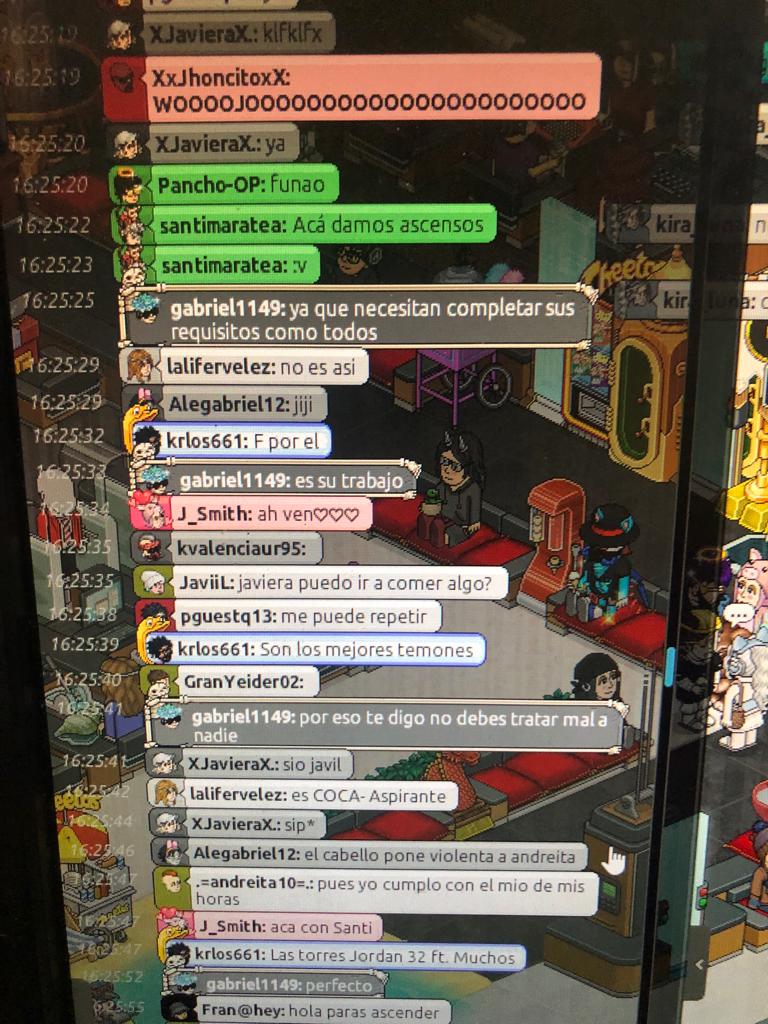 16:25:19 XJavieraX.: klfklfx
16:25:19 XxJhoncitoxX:
WOOOOJOOOOOOOOOOOOOOOOOOOOOO
16:25:20 XJavieraX.: ya
16:25:20 Pancho-OP: funao
16:25:22 santimaratea: Acá damos ascensos
16:25:23 santimaratea: :v
16:25:25 gabriel1149: ya que necesitan completar sus
requisitos como todos
16:25:29 lalifervelez: no es asi
16:25:29 Alegabriel12: jiji
16:25:32 krlos661: F por el
16:25:33 gabriel1149: es su trabajo
16:25:34 J_Smith: ah ven♡♡♡
16:25:35 kvalenciaur95:
16:25:35 JaviiL: javiera puedo ir a comer algo?
16:25:38 pguestq13: me puede repetir
16:25:39 krlos661: Son los mejores temones
16:25:40 GranYeider02:
16:25:41 gabriel1149: por eso te digo no debes tratar mal a
nadie
16:25:41 XJavieraX.: sio javil
16:25:42 lalifervelez: es COCA- Aspirante
16:25:44 XJavieraX.: sip*
16:25:46 Alegabriel12: el cabello pone violenta a andreita
16:25:47 .=andreita10=.: pues yo cumplo con el mio de mis
horas
16:25:47 J_Smith: aca con Santi
16:25:47 krlos661: Las torres Jordan 32 ft. Muchos
16:25:52 gabriel1149: perfecto
16:25:55 Fran@hey: hola paras ascender
kira
Cheetos
kira luna:
Cheetos